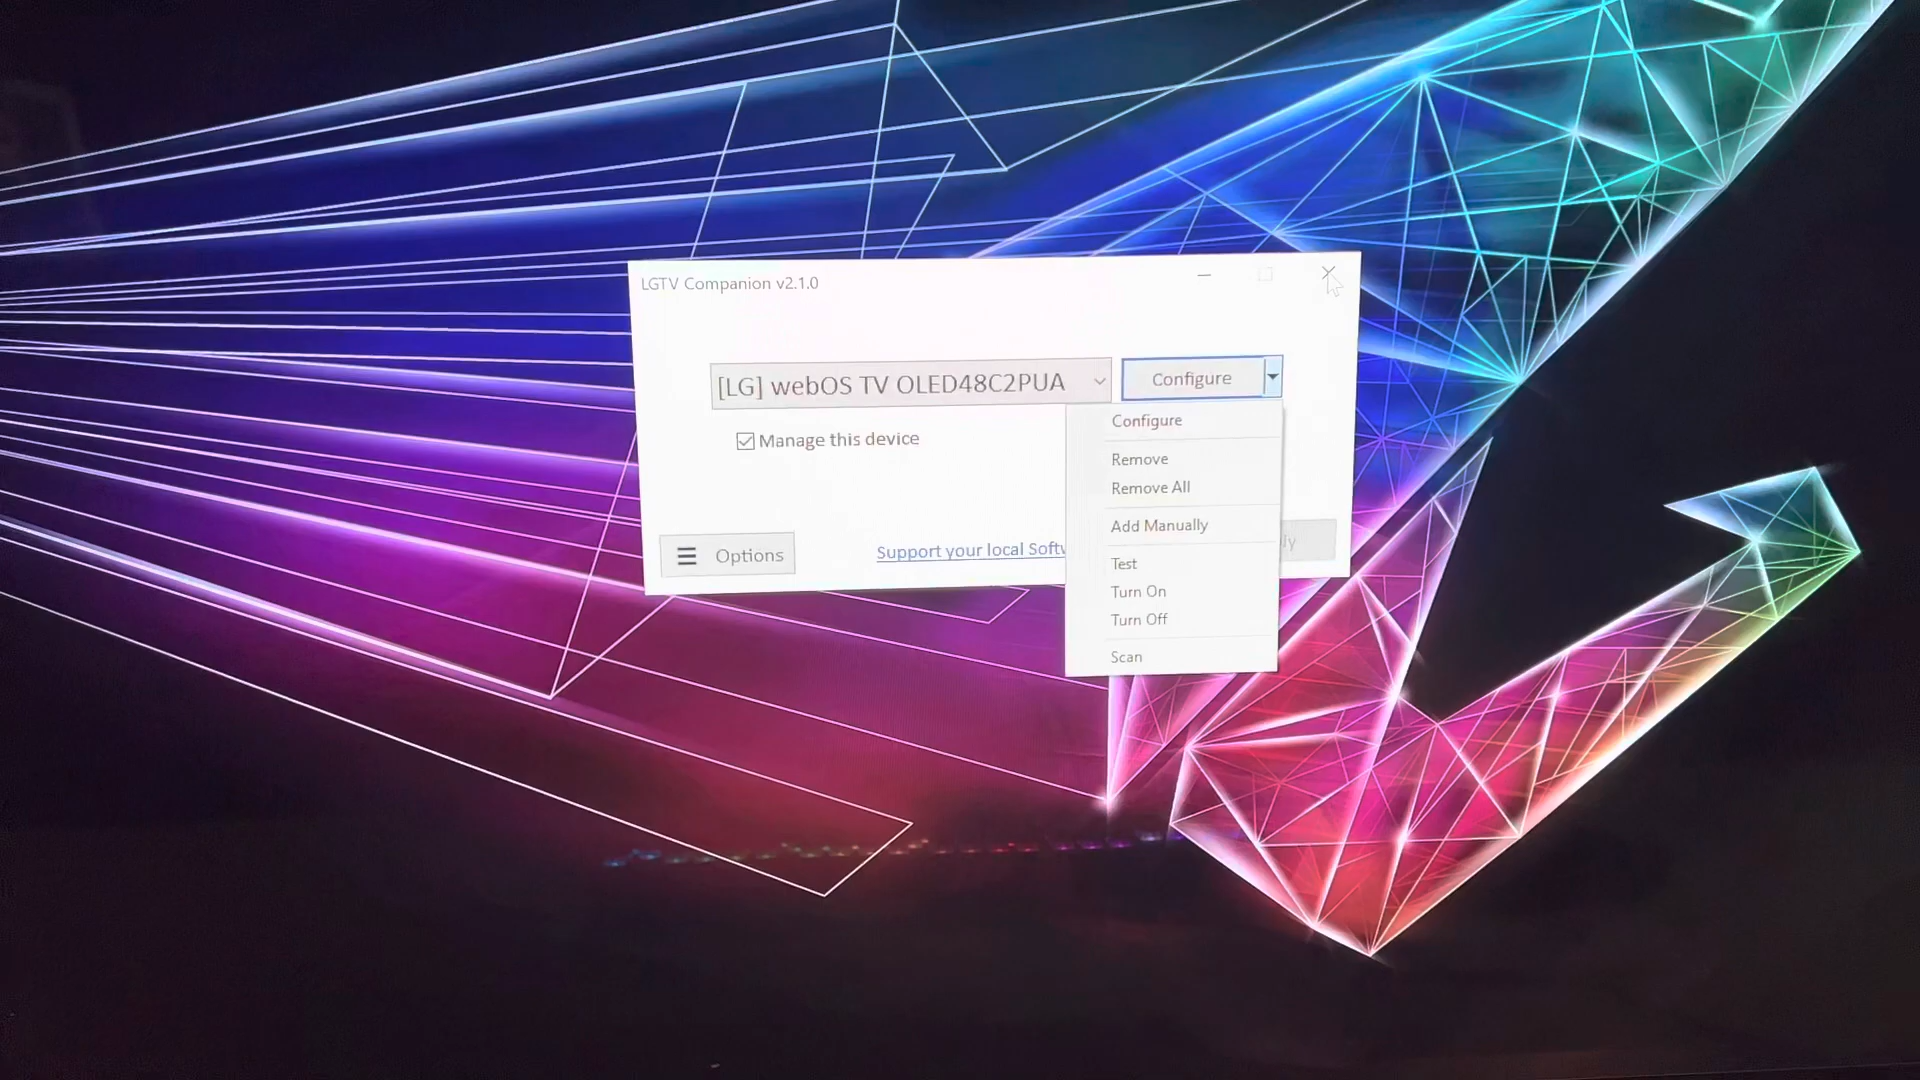 LGTV Companion v2.1.0
[LG] webOS TV OLED48C2PUA
Configure
Manage this device
Configure
Remove
Remove All
Add Manually
Test
Turn On
Turn Off
Scan
Options
Support your local